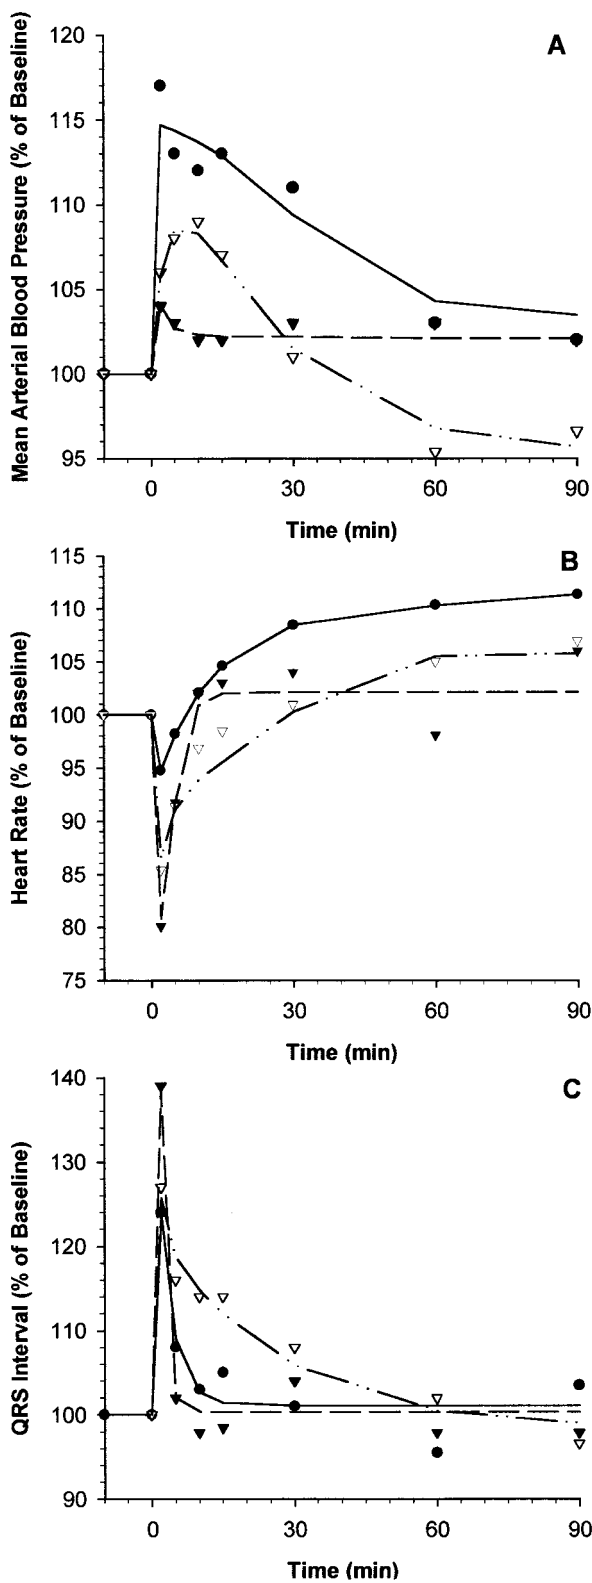 A
Mean Arterial Blood Pressure (% of Baseline)
120
115
110
105
100
95
0 30 60 90
Time (min)
B
Heart Rate (% of Baseline)
115
110
105
100
95
90
85
80
75
0 30 60 90
Time (min)
C
QRS Interval (% of Baseline)
140
130
120
110
100
90
0 30 60 90
Time (min)